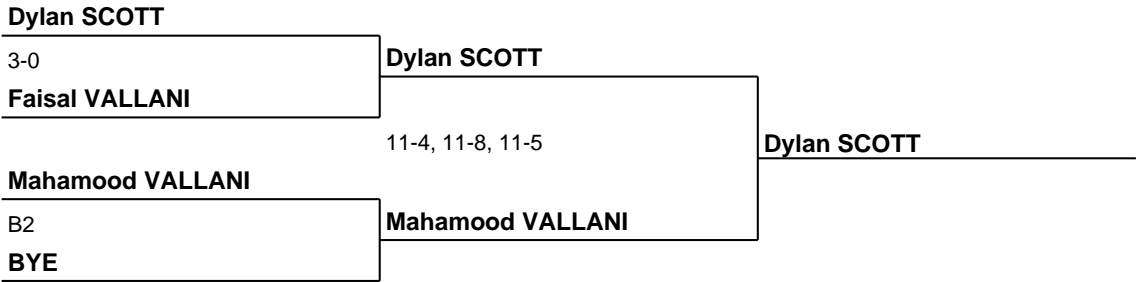 Dylan SCOTT
3-0
Dylan SCOTT
Faisal VALLANI
11-4, 11-8, 11-5
Dylan SCOTT
Mahamood VALLANI
B2
Mahamood VALLANI
BYE